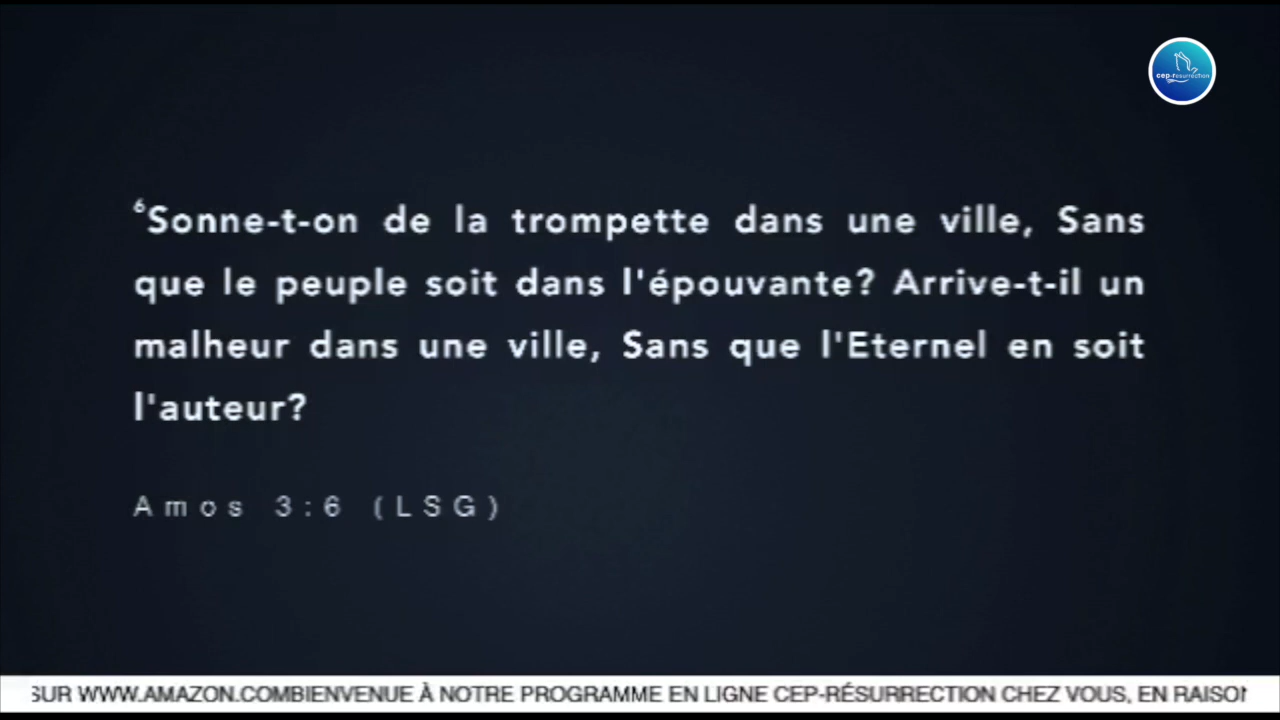 cep-résurrection
⁶Sonne-t-on de la trompette dans une ville, Sans
que le peuple soit dans l'épouvante? Arrive-t-il un
malheur dans une ville, Sans que l'Eternel en soit
l'auteur?
Amos 3:6 (LSG)
SUR WWW.AMAZON.COMBIENVENUE À NOTRE PROGRAMME EN LIGNE CEP-RÉSURRECTION CHEZ VOUS, EN RAISON